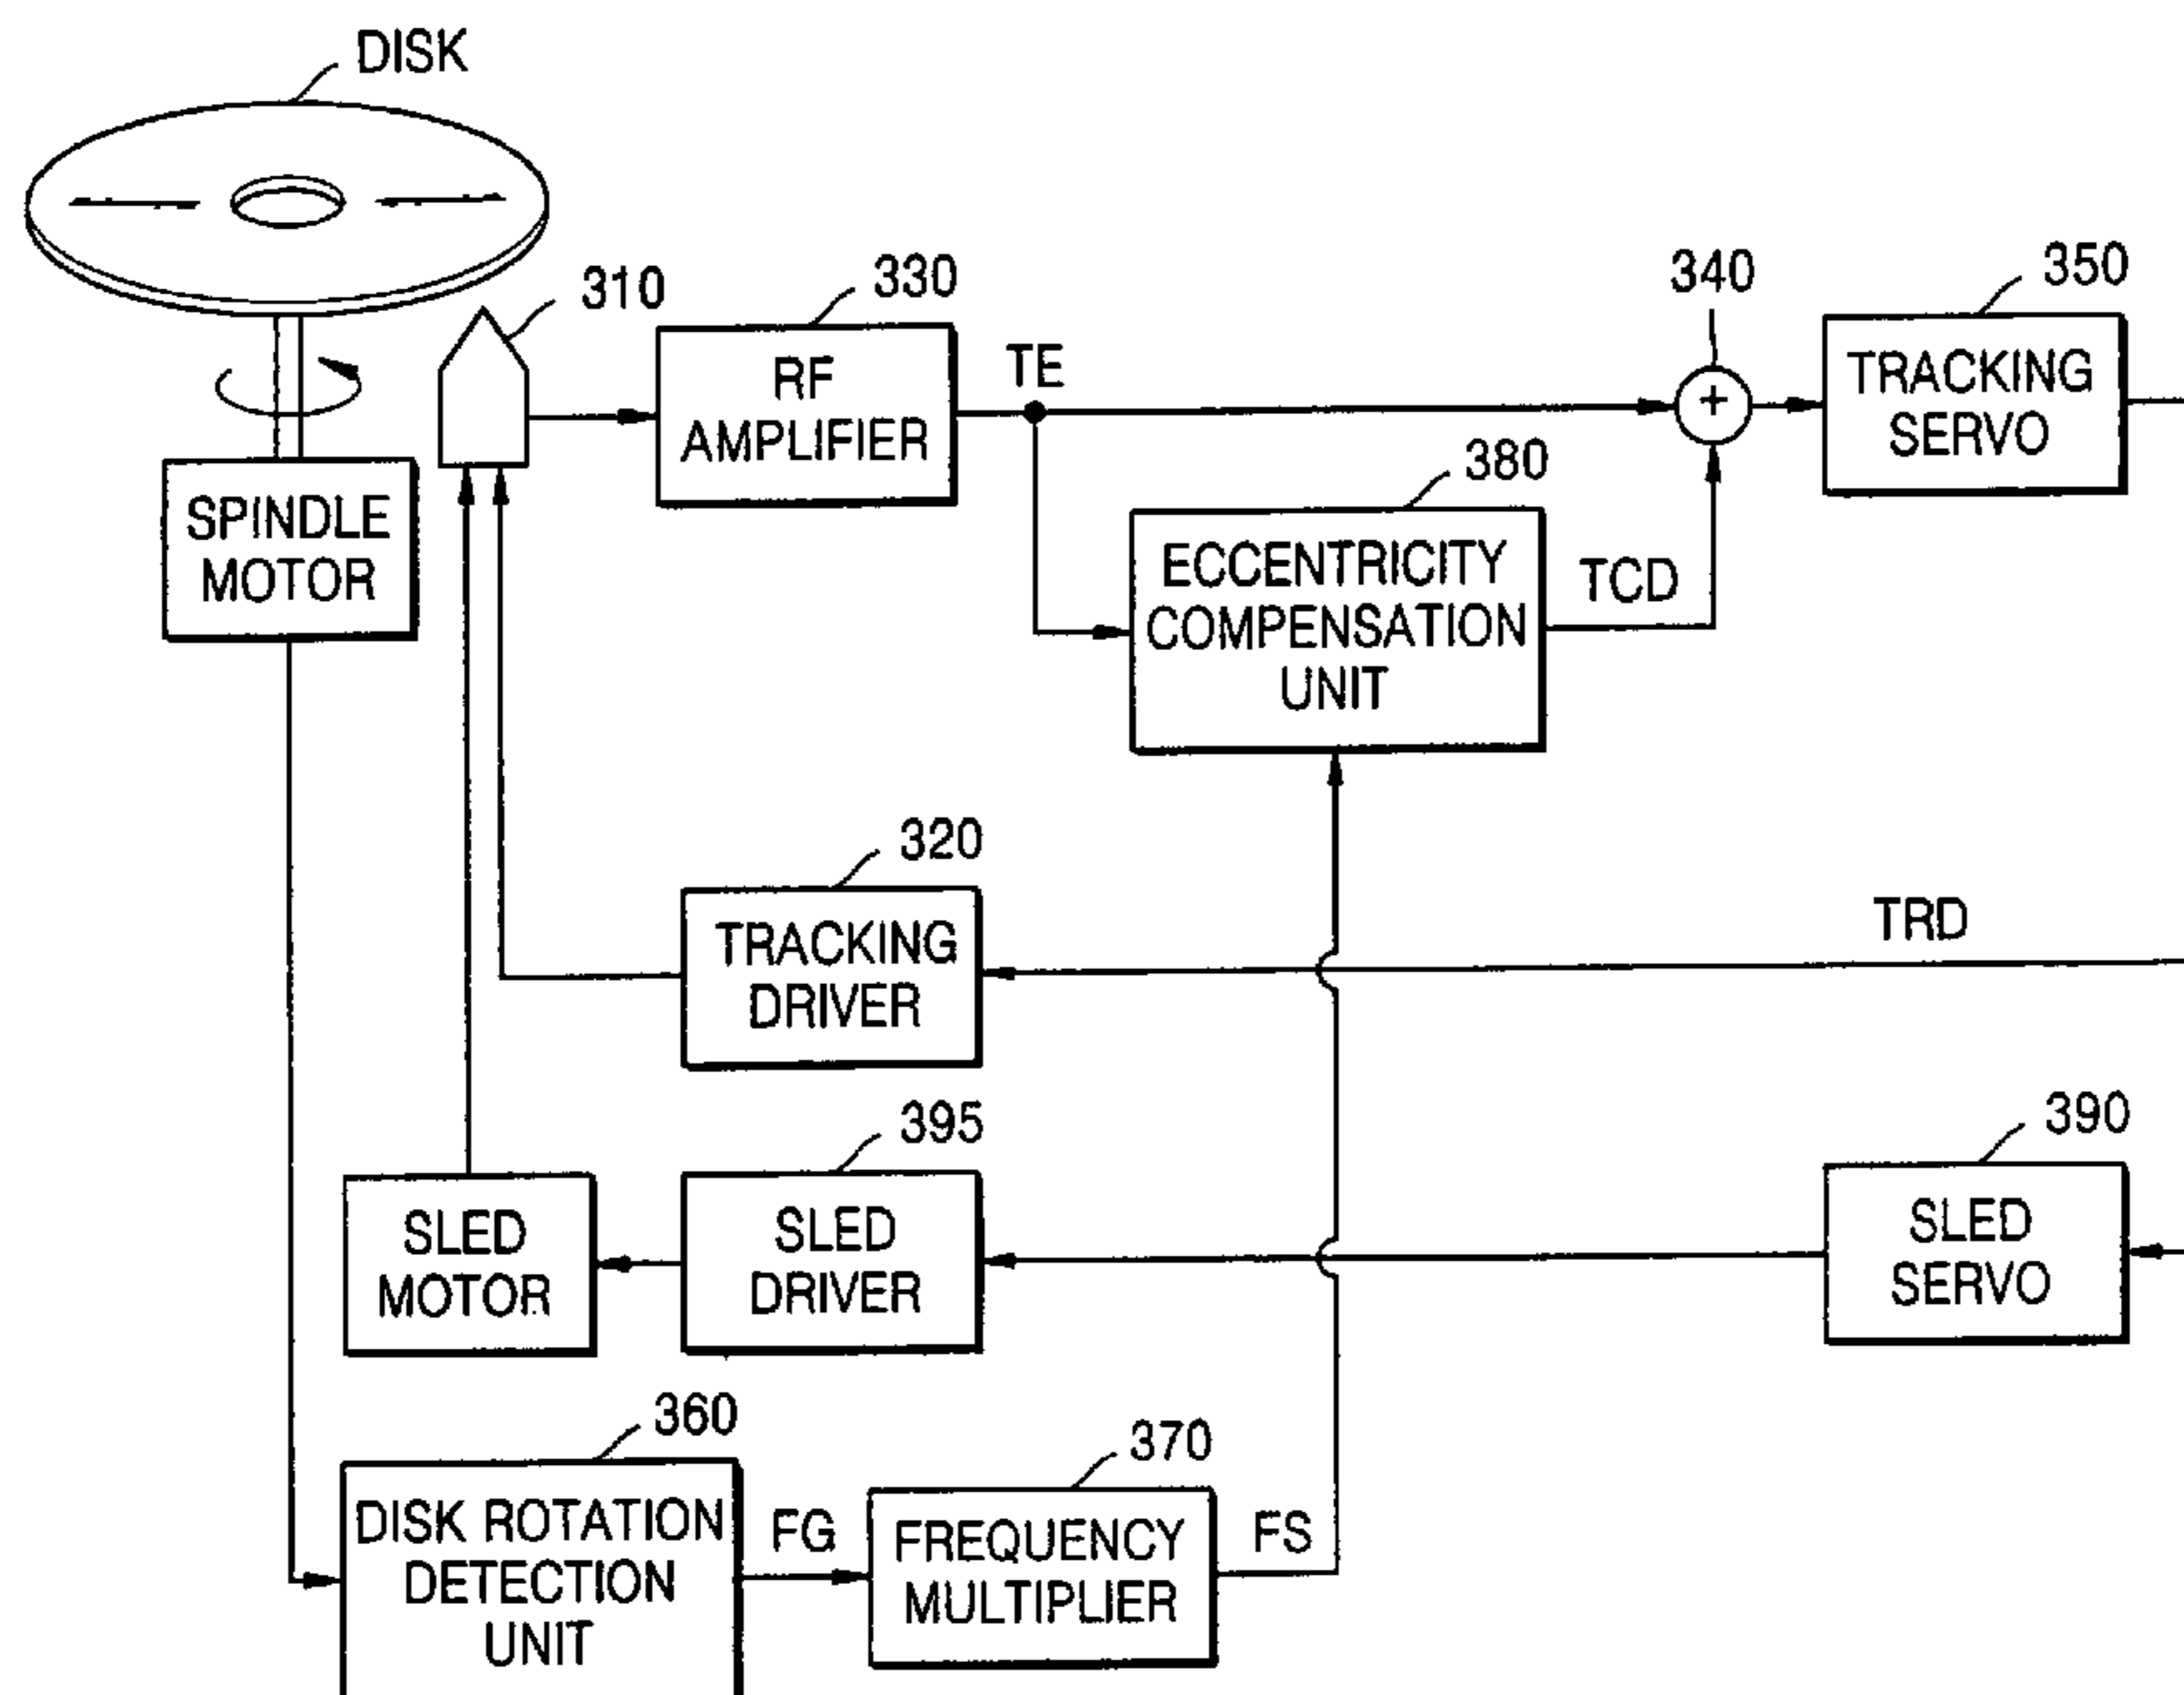 DISK
310
330
340
350
RF
AMPLIFIER
TE
+
TRACKING
SERVO
380
SPINDLE
MOTOR
ECCENTRICITY
COMPENSATION
UNIT
TCD
320
TRACKING
DRIVER
TRD
395
390
SLED
MOTOR
SLED
DRIVER
SLED
SERVO
360
370
DISK ROTATION
DETECTION
UNIT
FG
FREQUENCY
MULTIPLIER
FS